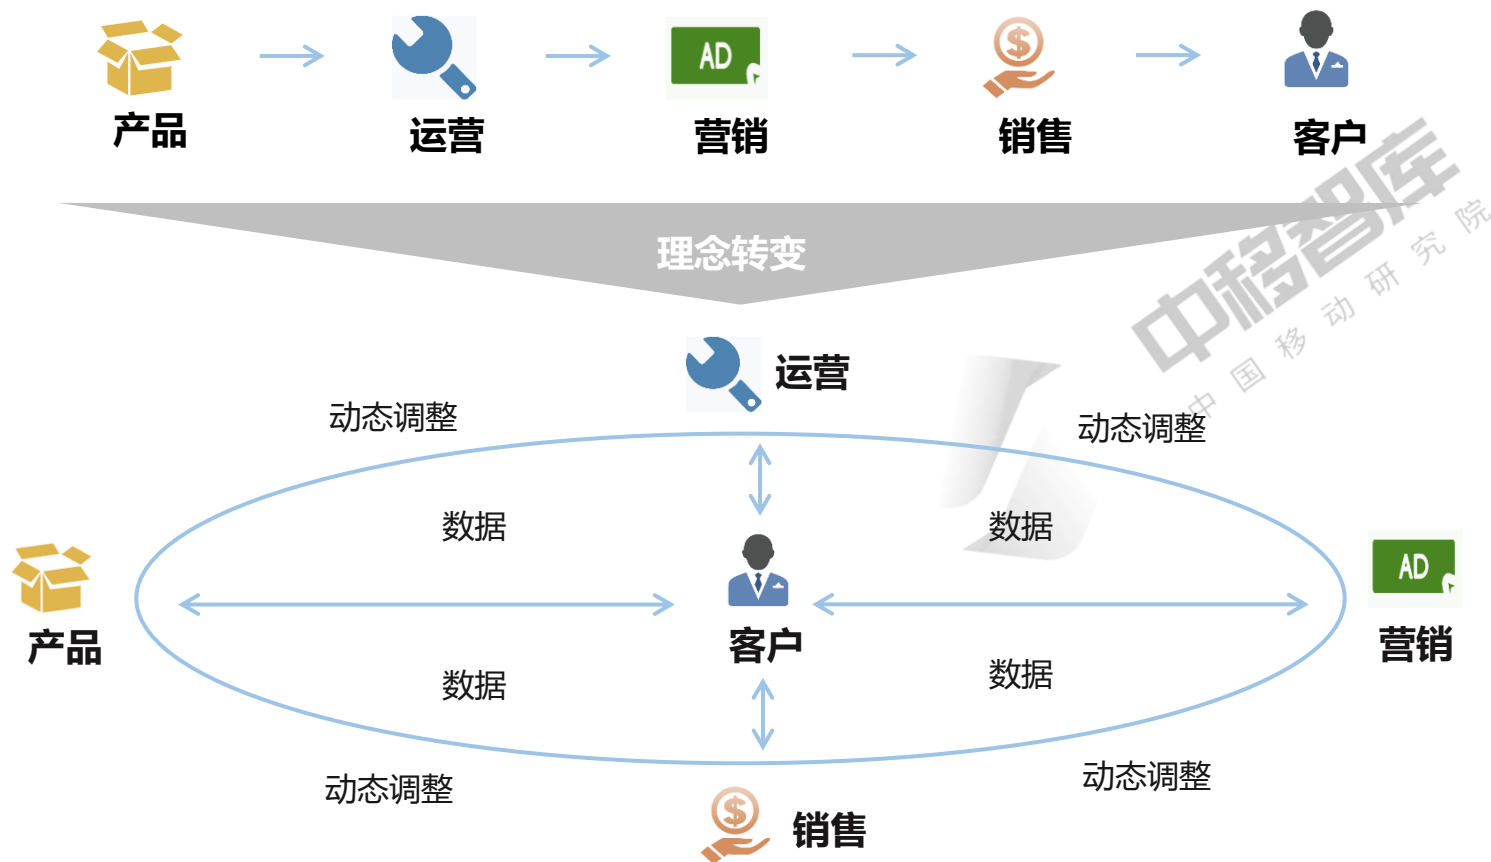 AD
产品
运营
营销
销售
客户
理念转变
中移智库
中国移动研究院
运营
动态调整
动态调整
数据
数据
产品
客户
AD
营销
数据
数据
动态调整
动态调整
销售